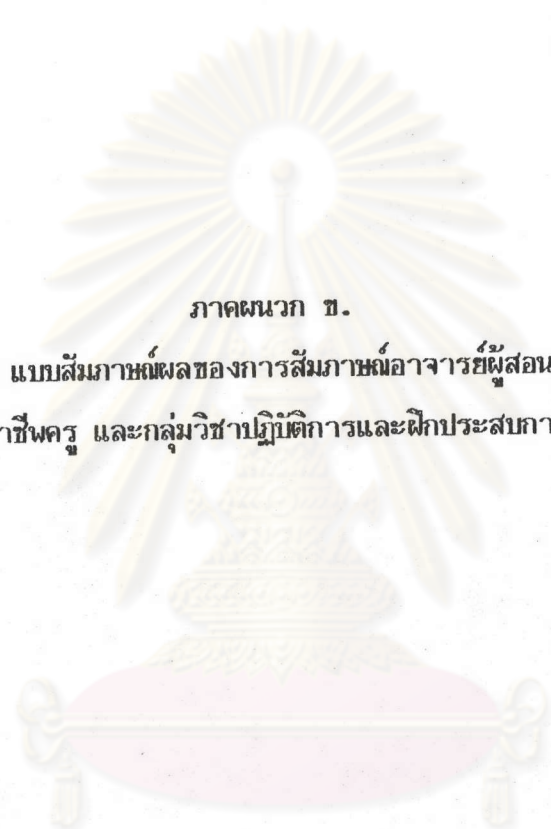 ภาคผนวก ข.
แบบสัมภาษณ์ผลของการสัมภาษณ์อาจารย์ผู้สอน
าชีพครู และกลุ่มวิชาปฏิบัติการและฝึกประสบกา